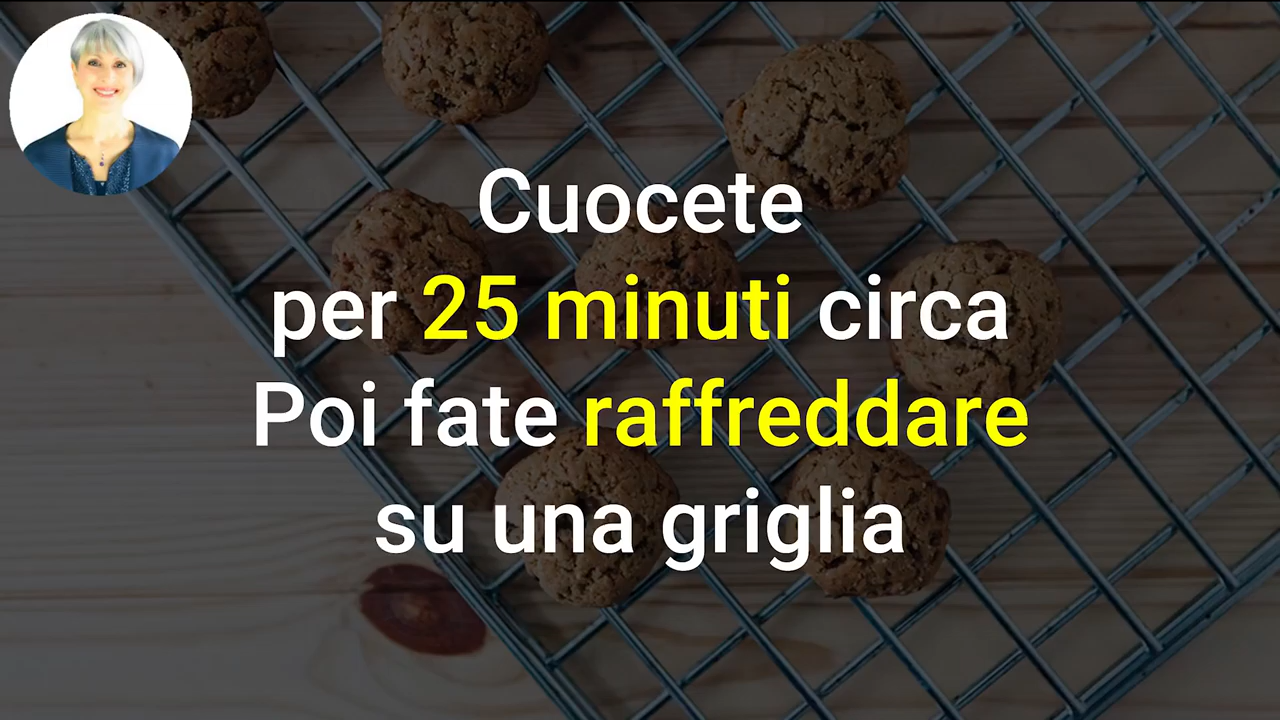 Cuocete
per 25 minuti circa
Poi fate raffreddare
su una griglia